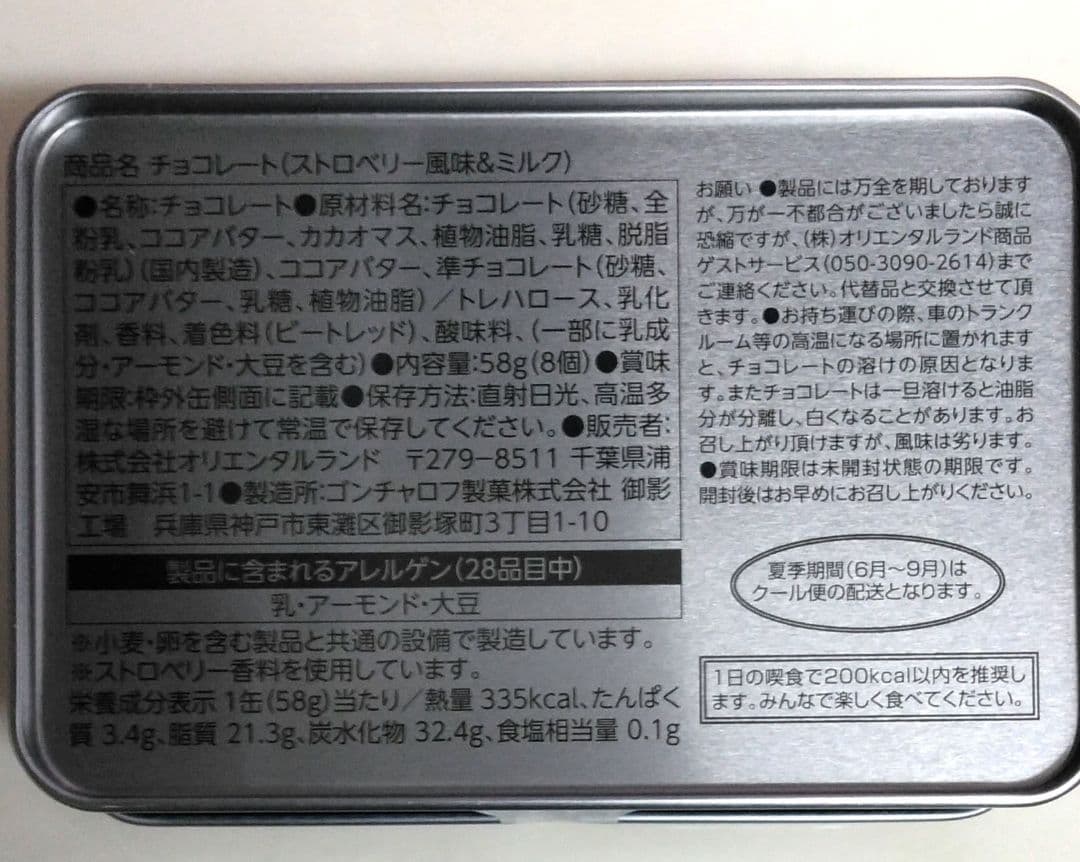 商品名 チョコレート(ストロベリー風味&ミルク)
●名称:チョコレート●原材料名:チョコレート(砂糖、全
粉乳、ココアバター、カカオマス、植物油脂、乳糖、脱脂
粉乳)(国内製造)、ココアバター、準チョコレート(砂糖、
ココアバター、乳糖、植物油脂)／トレハロース、乳化
剤、香料、着色料(ビートレッド)、酸味料、(一部に乳成
分・アーモンド・大豆を含む)●内容量:58g(8個)●賞味
期限:枠外缶側面に記載●保存方法:直射日光、高温多
湿な場所を避けて常温で保存してください。●販売者:
株式会社オリエンタルランド 〒279-8511 千葉県浦
安市舞浜1-1●製造所:ゴンチャロフ製菓株式会社 御影
工場 兵庫県神戸市東灘区御影塚町3丁目1-10
製品に含まれるアレルゲン(28品目中)
乳・アーモンド・大豆
※小麦・卵を含む製品と共通の設備で製造しています。
※ストロベリー香料を使用しています。
栄養成分表示 1缶(58g)当たり／熱量 335kcal、たんぱく
質 3.4g、脂質 21.3g、炭水化物 32.4g、食塩相当量 0.1g
お願い ●製品には万全を期しております
が、万が一不都合がございましたら誠に
恐縮ですが、(株)オリエンタルランド商品
ゲストサービス(050-3090-2614)まで
ご連絡ください。代替品と交換させて頂
きます。●お持ち運びの際、車のトランク
ルーム等の高温になる場所に置かれます
と、チョコレートの溶けの原因となりま
す。またチョコレートは一旦溶けると油脂
分が分離し、白くなることがあります。お
召し上がり頂けますが、風味は劣ります。
●賞味期限は未開封状態の期限です。
開封後はお早めにお召し上がりください。
夏季期間(6月～9月)は
クール便の配送となります。
1日の喫食で200kcal以内を推奨し
ます。みんなで楽しく食べてください。